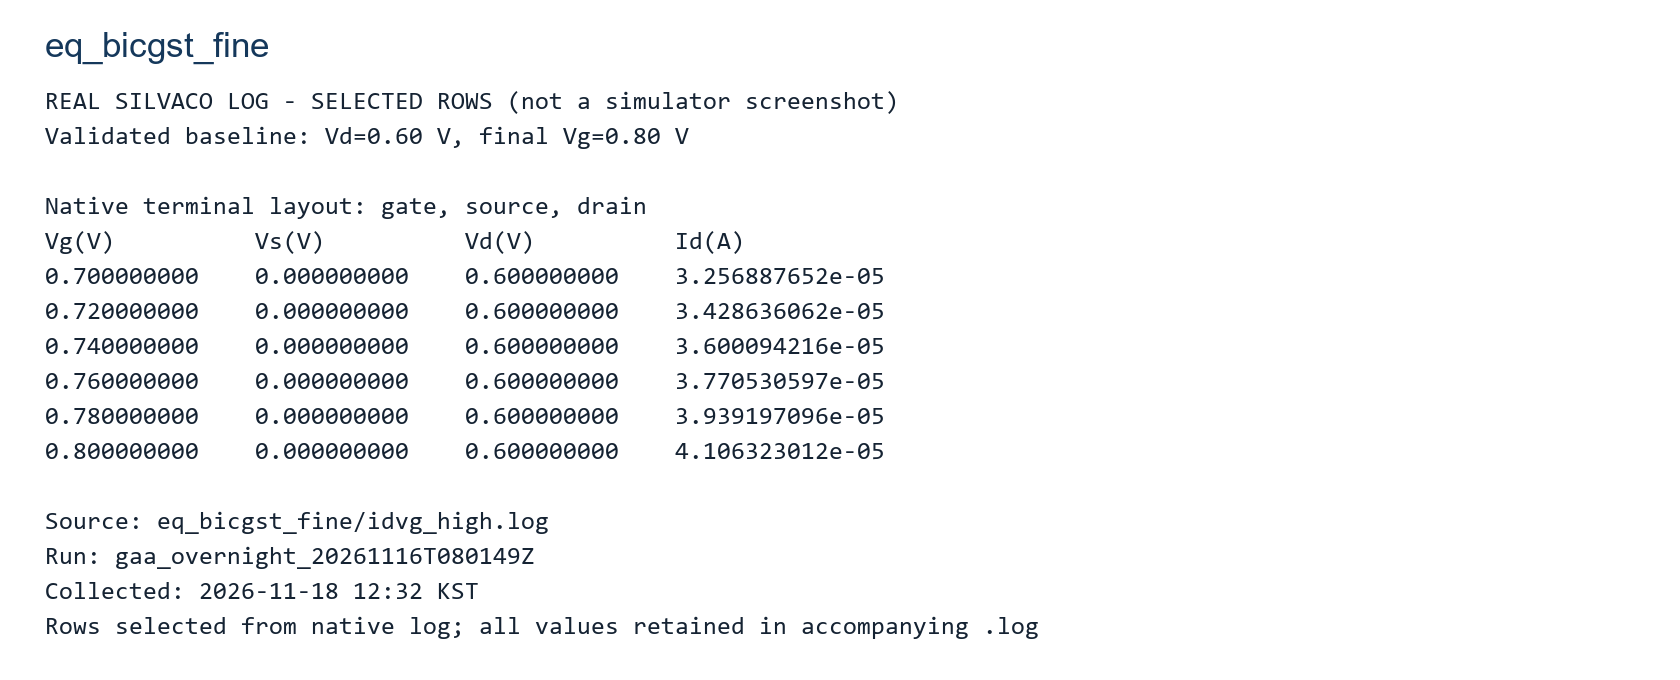 eq_bicgst_fine
REAL SILVACO LOG - SELECTED ROWS (not a simulator screenshot)
Validated baseline: Vd=0.60 V, final Vg=0.80 V
Native terminal layout: gate, source, drain
Vg(V) Vs(V) Vd(V) Id(A)
0.700000000 0.000000000 0.600000000 3.256887652e-05
0.720000000 0.000000000 0.600000000 3.428636062e-05
0.740000000 0.000000000 0.600000000 3.600094216e-05
0.760000000 0.000000000 0.600000000 3.770530597e-05
0.780000000 0.000000000 0.600000000 3.939197096e-05
0.800000000 0.000000000 0.600000000 4.106323012e-05
Source: eq_bicgst_fine/idvg_high.log
Run: gaa_overnight_20261116T080149Z
Collected: 2026-11-18 12:32 KST
Rows selected from native log; all values retained in accompanying .log